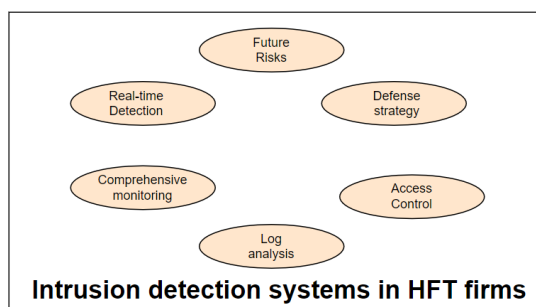 Future
Risks
Real-time
Detection
Defense
strategy
Comprehensive
monitoring
Access
Control
Log
analysis
Intrusion detection systems in HFT firms